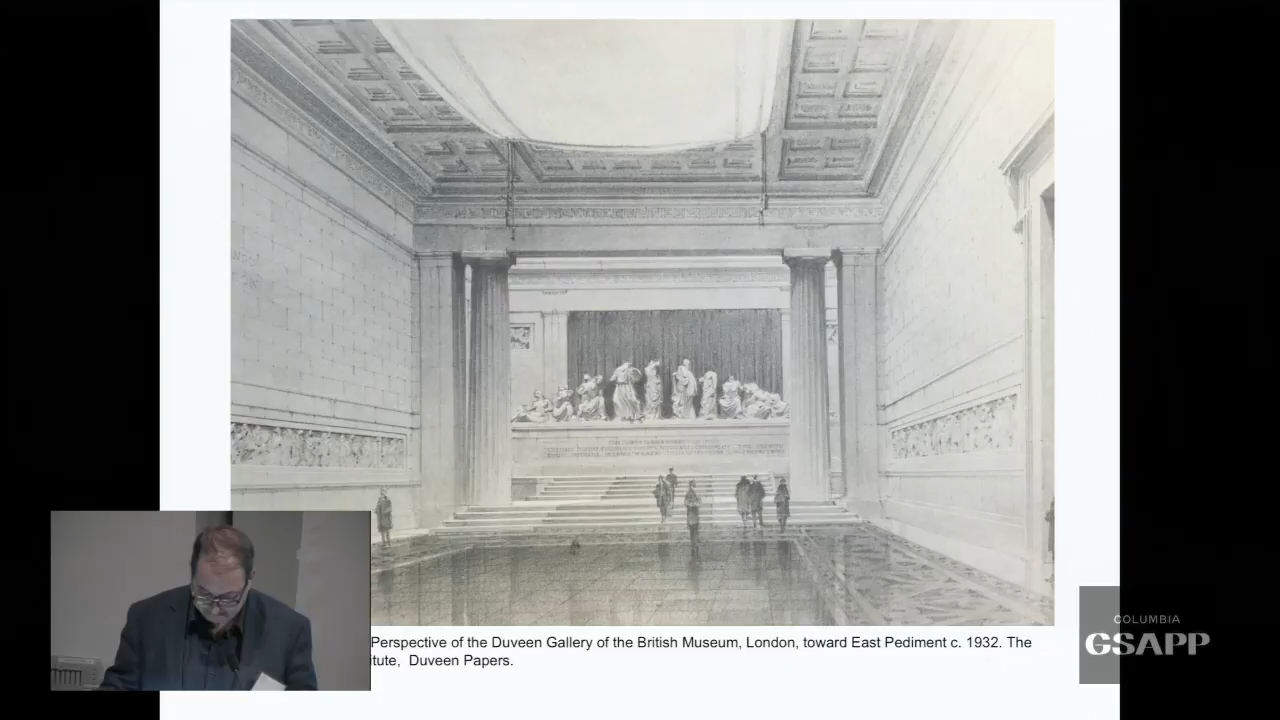 Perspective of the Duveen Gallery of the British Museum, London, toward East Pediment c. 1932. The
itute, Duveen Papers.
COLUMBIA
GSAPP